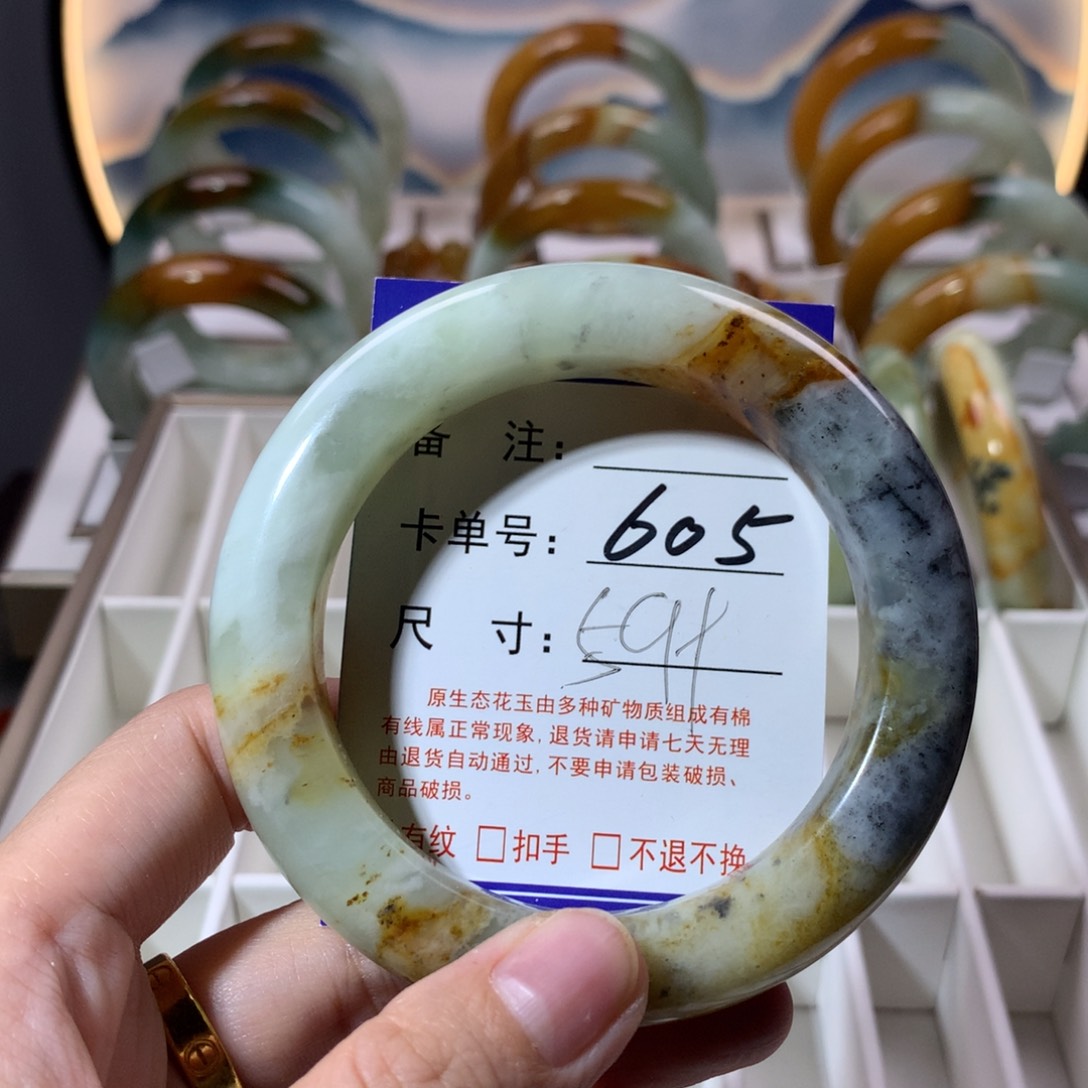 备 注：
卡单号：605
尺 寸：
原生态花玉由多种矿物质组成有棉
有线属正常现象，退货请申请七天无理
由退货自动通过，不要申请包装破损、
商品破损。
有纹 □扣手 □不退不换